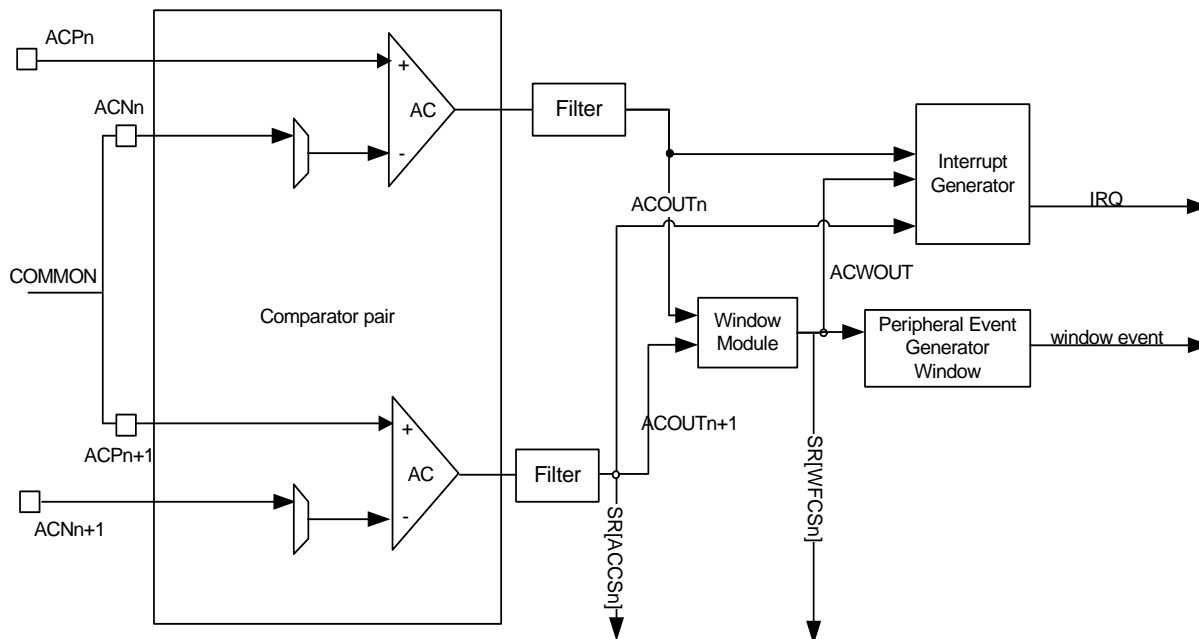 ACPn
+
AC
-
ACNn
Filter
Interrupt
Generator
IRQ
ACOUTn
COMMON
ACWOUT
Comparator pair
Window
Module
Peripheral Event
Generator
Window
window event
ACPn+1
+
AC
-
ACOUTn+1
Filter
ACNn+1
SR[ACCSn]
SR[WFCSn]